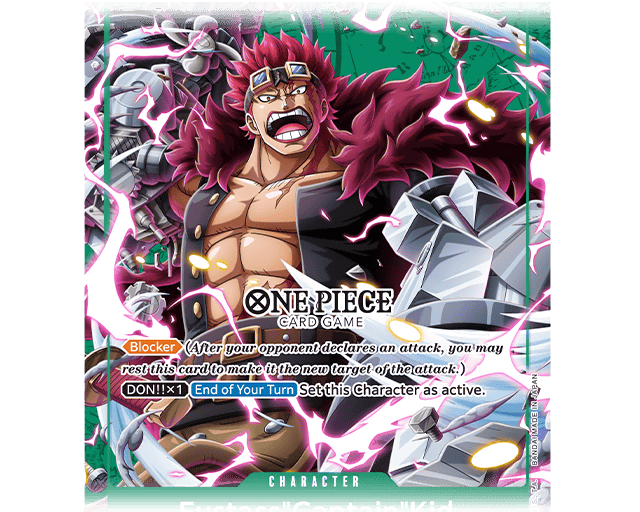 ONE PIECE
CARD GAME
Blocker (After your opponent declares an attack, you may
rest this card to make it the new target of the attack.)
DON!!×1 End of Your Turn Set this Character as active.
BANDAI MADE IN JAPAN
CHARACTER